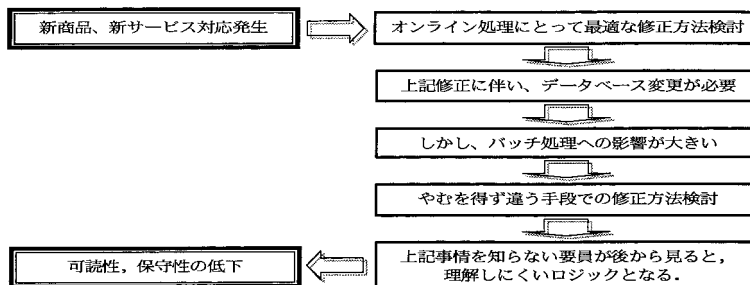 新商品、新サービス対応発生
オンライン処理にとって最適な修正方法検討
上記修正に伴い、データベース変更が必要
しかし、バッチ処理への影響が大きい
やむを得ず違う手段での修正方法検討
上記事情を知らない要員が後から見ると，
理解しにくいロジックとなる．
可読性，保守性の低下